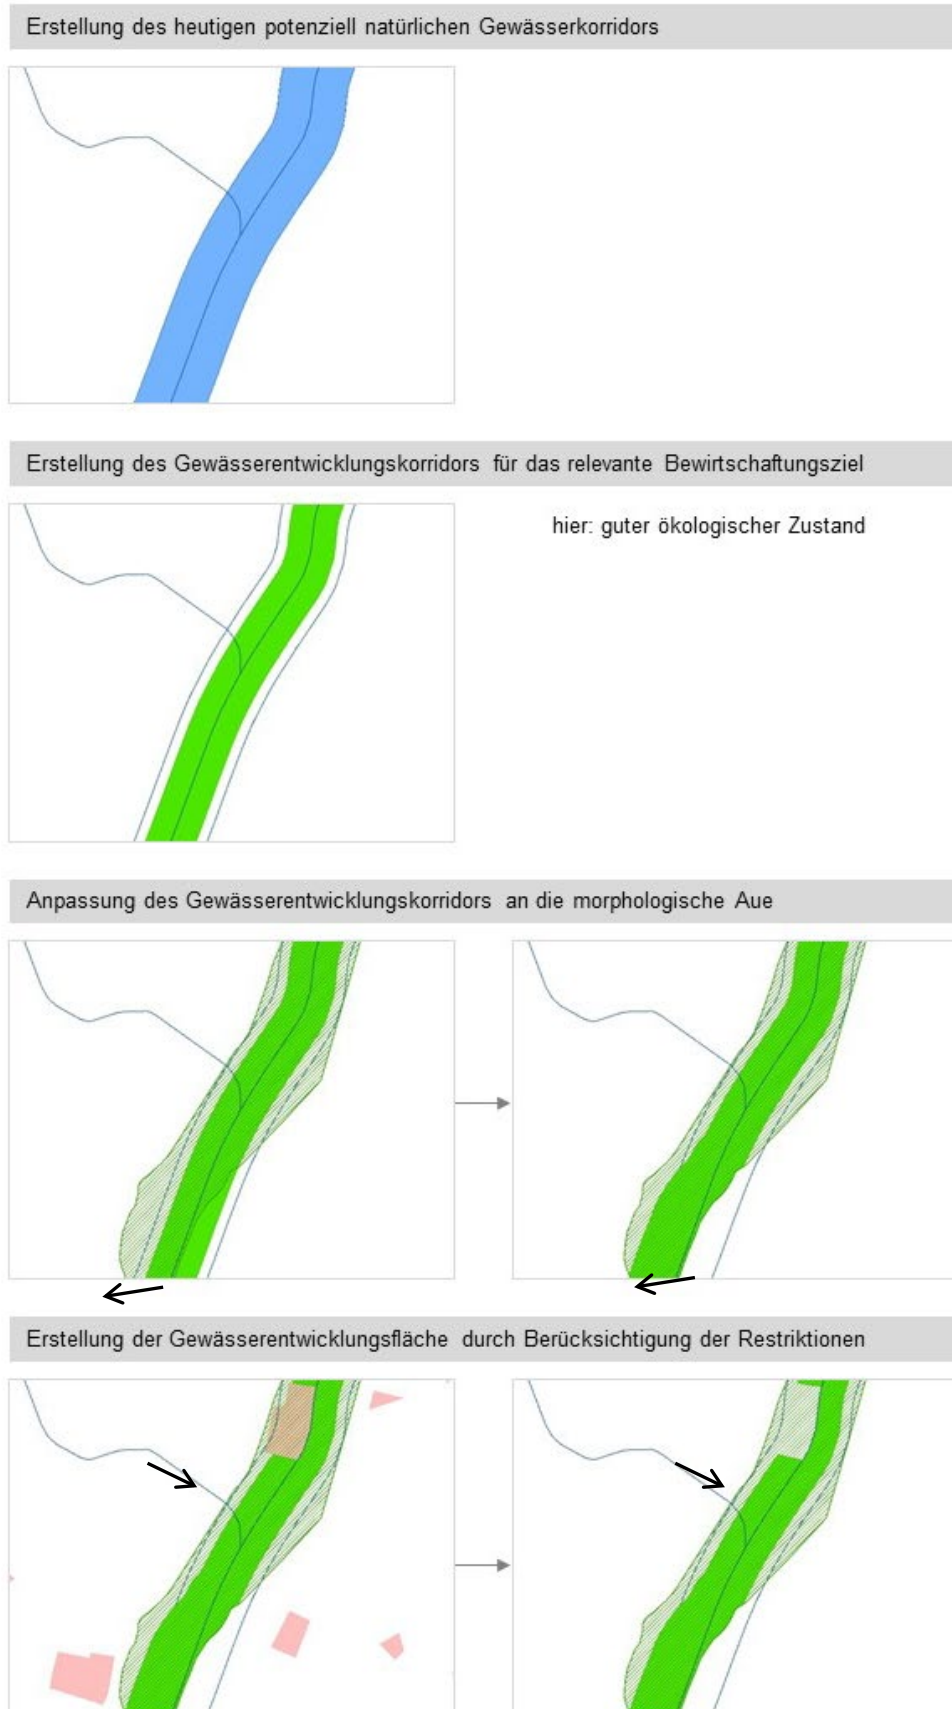 Erstellung des heutigen potenziell natürlichen Gewässerkorridors
Erstellung des Gewässerentwicklungskorridors für das relevante Bewirtschaftungsziel
hier: guter ökologischer Zustand
Anpassung des Gewässerentwicklungskorridors an die morphologische Aue
Erstellung der Gewässerentwicklungsfläche durch Berücksichtigung der Restriktionen